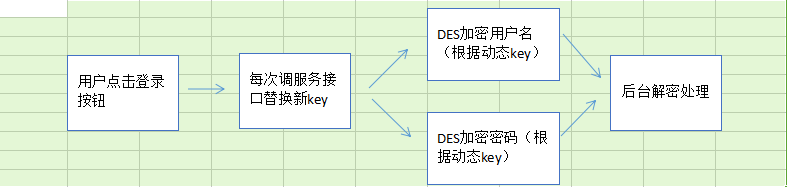 用户点击登录
按钮
每次调服务接
口替换新key
DES加密用户名
（根据动态key）
DES加密密码（根
据动态key）
后台解密处理